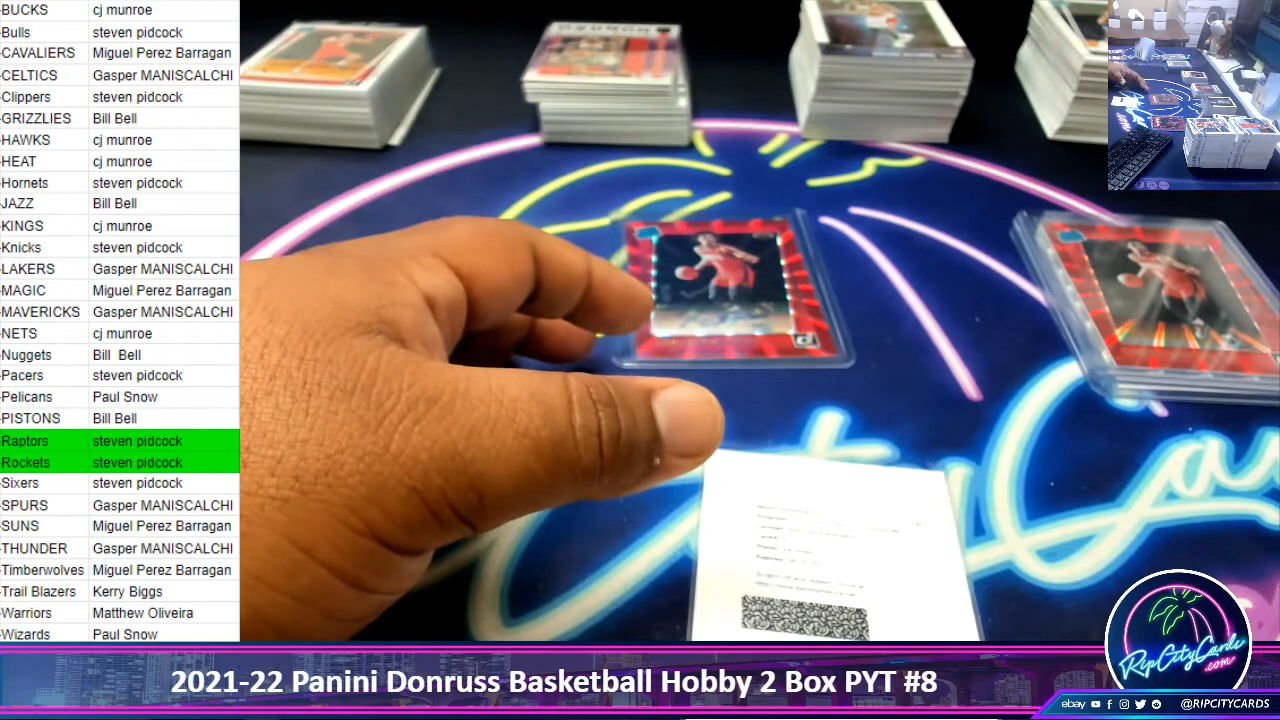 -BUCKS cj munroe
-Bulls steven pidcock
-CAVALIERS Miguel Perez Barragan
-CELTICS Gasper MANISCALCHI
-Clippers steven pidcock
-GRIZZLIES Bill Bell
-HAWKS cj munroe
-HEAT cj munroe
-Hornets steven pidcock
-JAZZ Bill Bell
-KINGS cj munroe
-Knicks steven pidcock
-LAKERS Gasper MANISCALCHI
-MAGIC Miguel Perez Barragan
-MAVERICKS Gasper MANISCALCHI
-NETS cj munroe
-Nuggets Bill Bell
-Pacers steven pidcock
-Pelicans Paul Snow
-PISTONS Bill Bell
-Raptors steven pidcock
-Rockets steven pidcock
-Sixers steven pidcock
-SPURS Gasper MANISCALCHI
-SUNS Miguel Perez Barragan
-THUNDER Gasper MANISCALCHI
-Timberwolves Miguel Perez Barragan
-Trail Blazers Kerry Biggs
-Warriors Matthew Oliveira
-Wizards Paul Snow
RipCityCards
.com
2021-22 Panini Donruss Basketball Hobby 2 Box PYT #8
ebay @RIPCITYCARDS